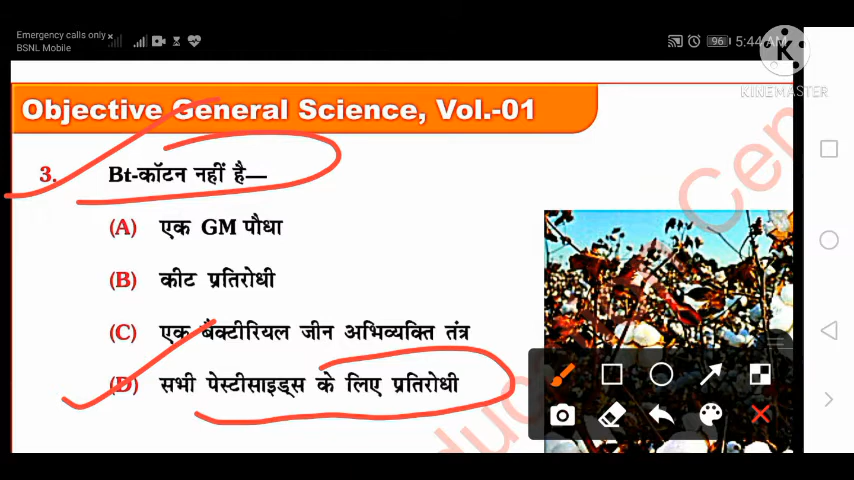 Emergency calls only
BSNL Mobile
96
5:44 AM
K
KINEMASTER
Objective General Science, Vol.-01
3. Bt-कॉटन नहीं है—
(A) एक GM पौधा
(B) कीट प्रतिरोधी
(C) एक बैक्टीरियल जीन अभिव्यक्ति तंत्र
(D) सभी पेस्टीसाइड्स के लिए प्रतिरोधी